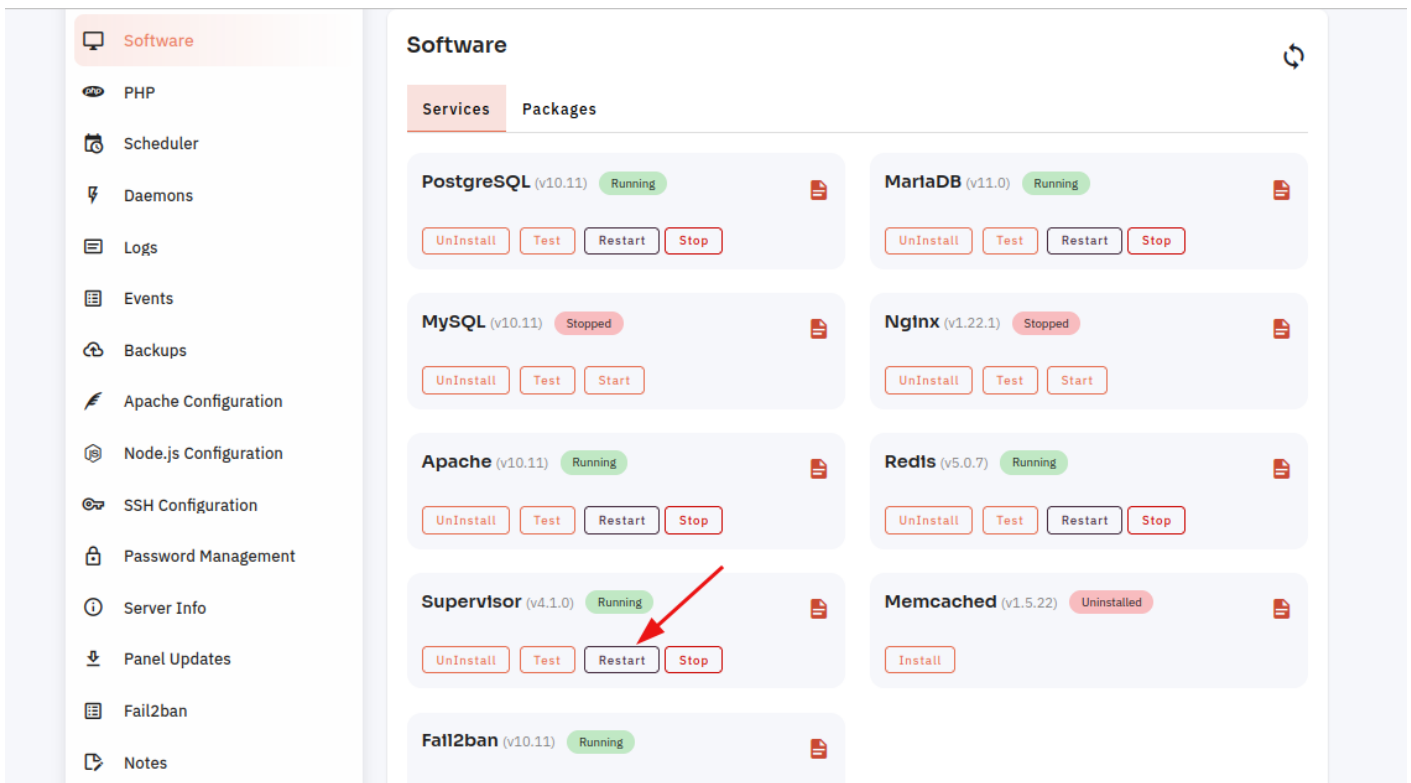 Software
PHP
Scheduler
Daemons
Logs
Events
Backups
Apache Configuration
Node.js Configuration
SSH Configuration
Password Management
Server Info
Panel Updates
Fail2ban
Notes
Software
Services Packages
PostgreSQL (v10.11) Running
UnInstall Test Restart Stop
MariaDB (v11.0) Running
UnInstall Test Restart Stop
MySQL (v10.11) Stopped
UnInstall Test Start
Nginx (v1.22.1) Stopped
UnInstall Test Start
Apache (v10.11) Running
UnInstall Test Restart Stop
Redis (v5.0.7) Running
UnInstall Test Restart Stop
Supervisor (v4.1.0) Running
UnInstall Test Restart Stop
Memcached (v1.5.22) Uninstalled
Install
Fail2ban (v10.11) Running